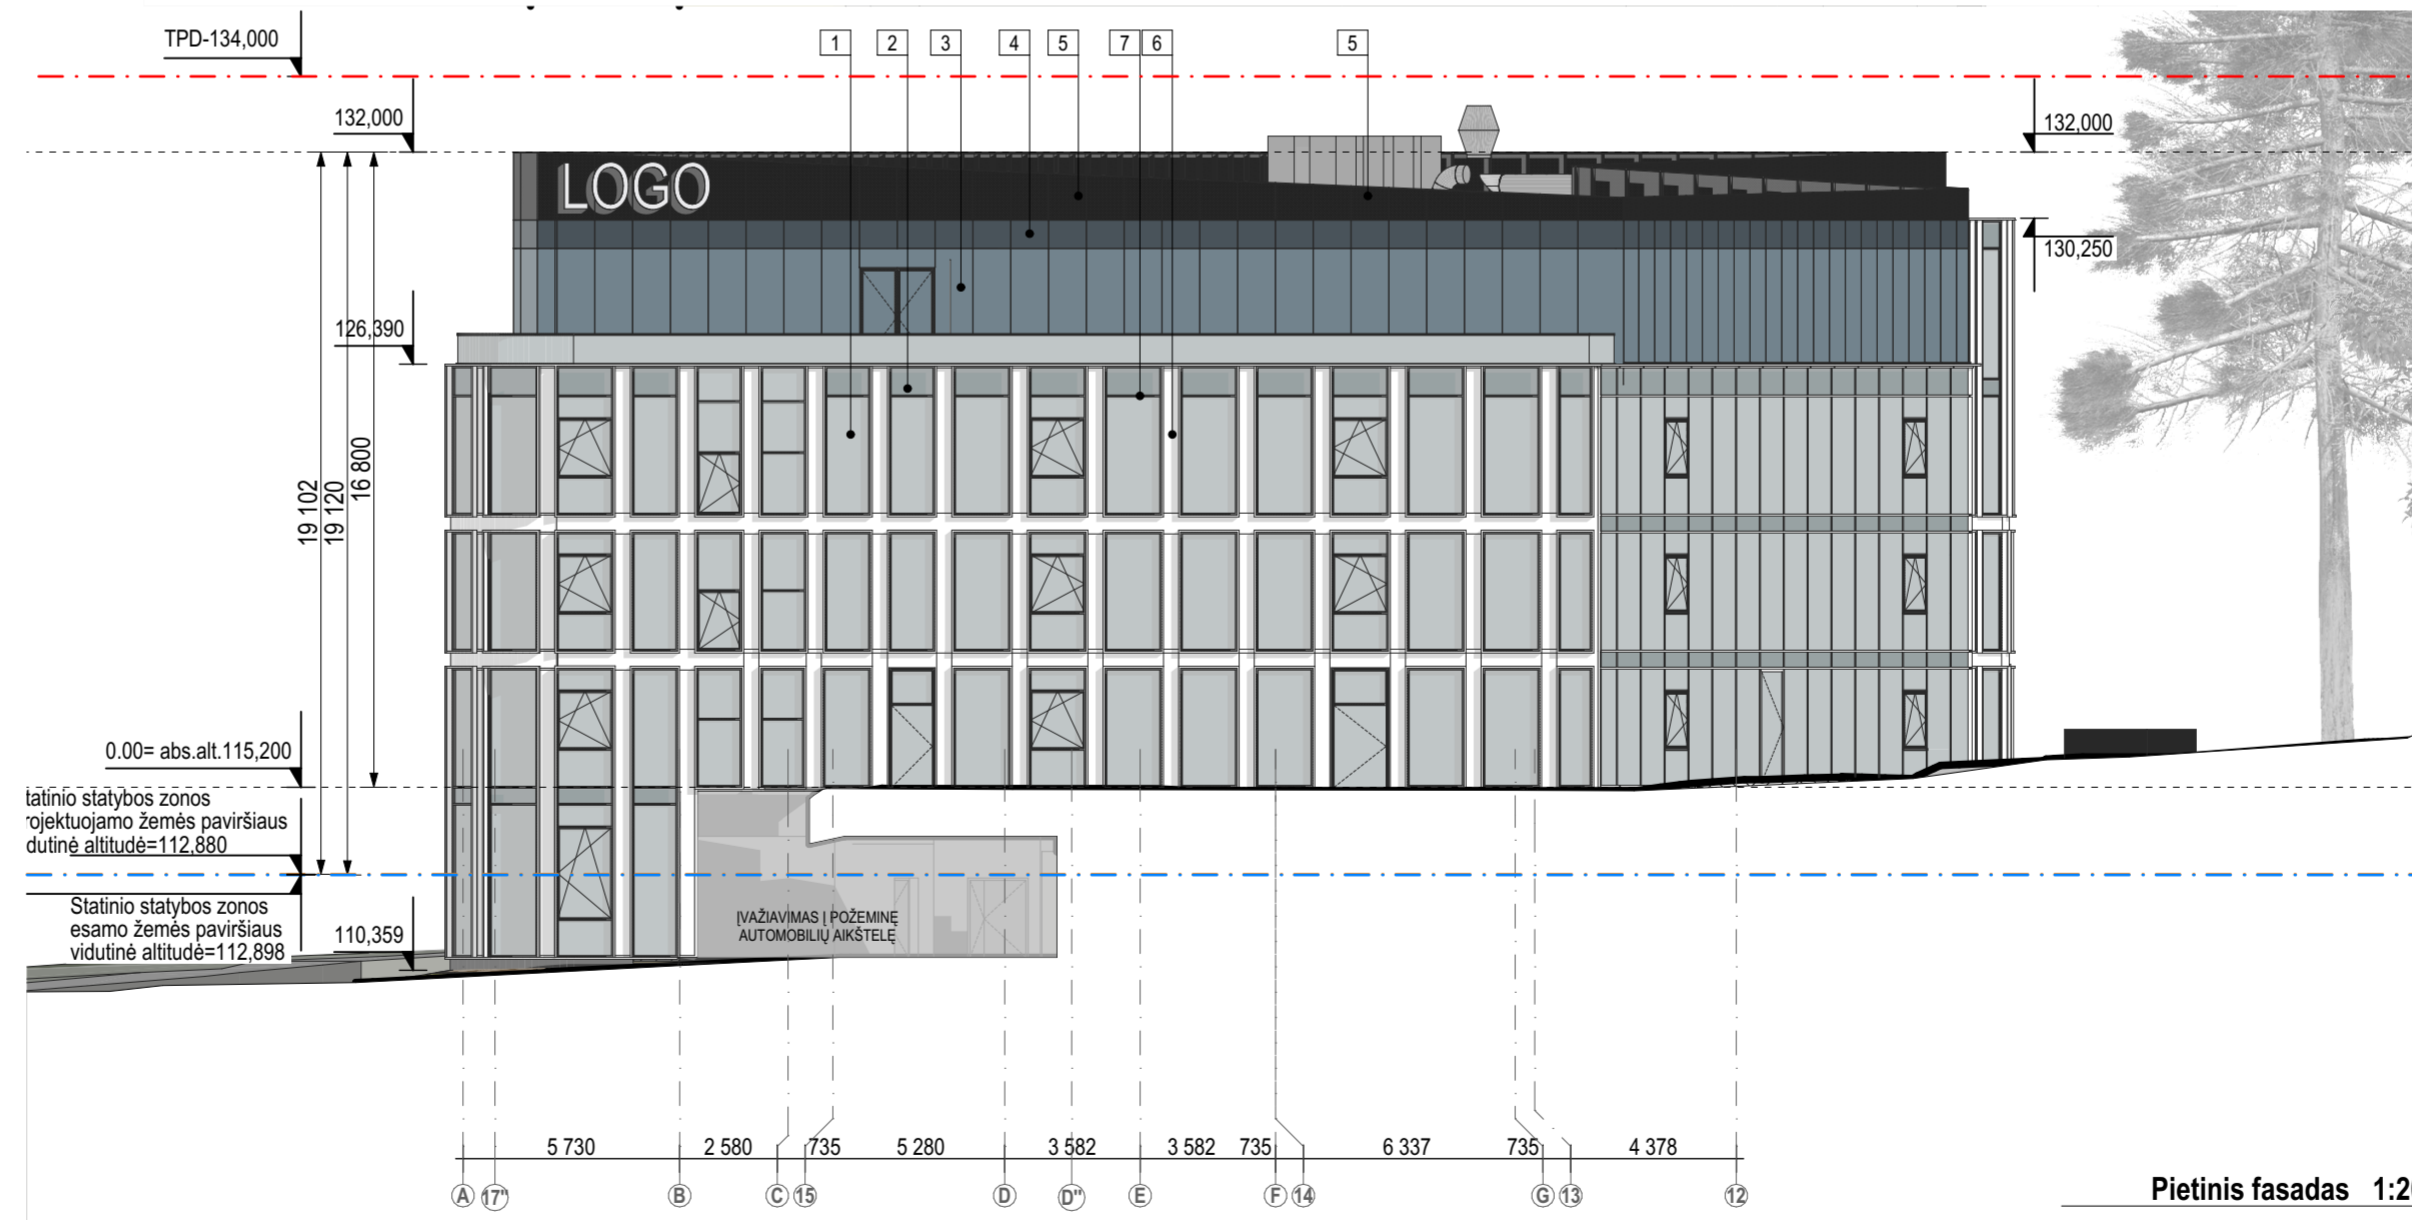 TPD-134,000
1 2 3 4 5 7 6 5
132,000
132,000
LOGO
130,250
126,390
19 102
19 120
16 800
0.00= abs.alt.115,200
tatinio statybos zonos
rojektuojamo žemės paviršiaus
dutinė altitudė=112,880
Statinio statybos zonos
esamo žemės paviršiaus
vidutinė altitudė=112,898
110,359
ĮVAŽIAVIMAS Į POŽEMINĘ
AUTOMOBILIŲ AIKŠTELĘ
5 730 2 580 735 5 280 3 582 3 582 735 6 337 735 4 378
A 17" B C 15 D D" E F 14 G 13 12
Pietinis fasadas 1:2